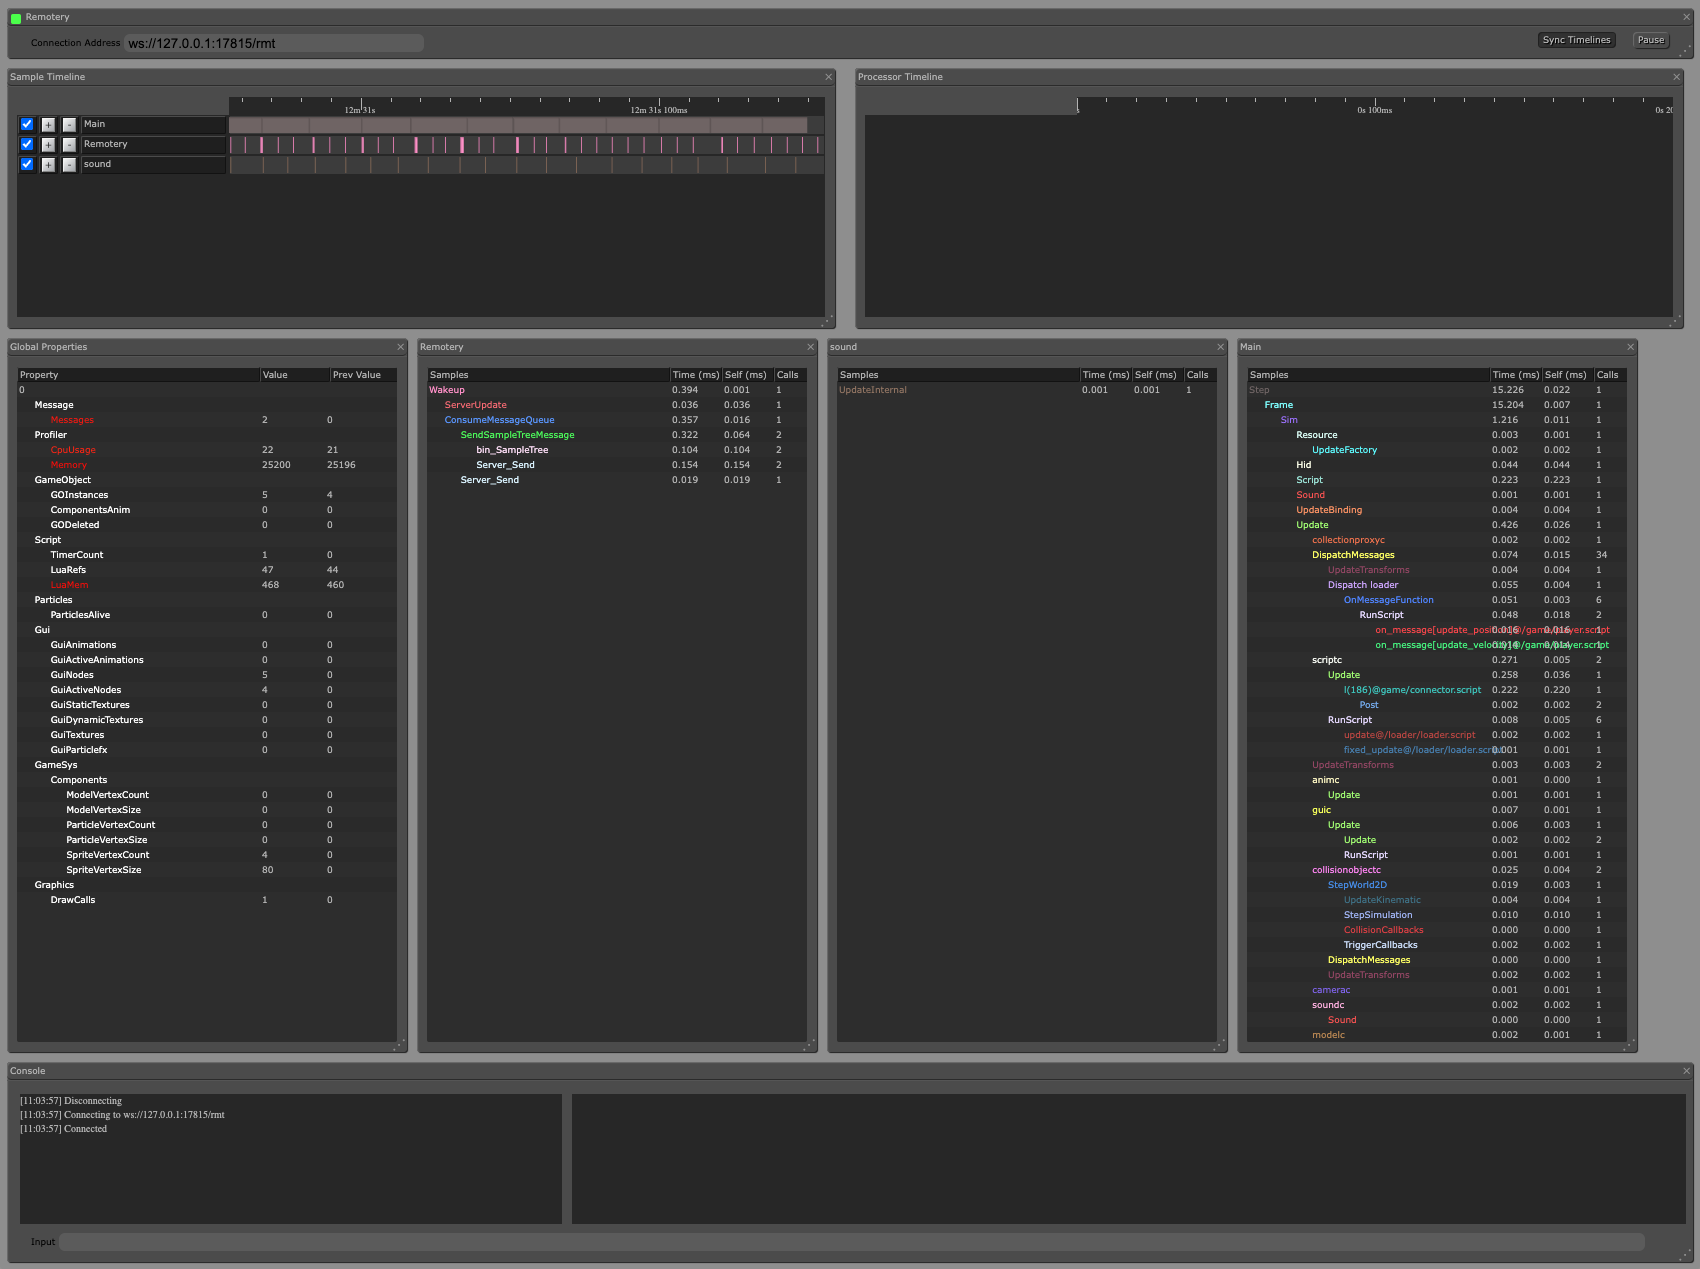 Remotery
Connection Address ws://127.0.0.1:17815/rmt Sync Timelines Pause
Sample Timeline
12m 31s 12m 31s 100ms
+ - Main
+ - Remotery
+ - sound
Processor Timeline
0s 100ms 0s 20
Global Properties
Property Value Prev Value
0
Message
Messages 2 0
Profiler
CpuUsage 22 21
Memory 25200 25196
GameObject
GOInstances 5 4
ComponentsAnim 0 0
GODeleted 0 0
Script
TimerCount 1 0
LuaRefs 47 44
LuaMem 468 460
Particles
ParticlesAlive 0 0
Gui
GuiAnimations 0 0
GuiActiveAnimations 0 0
GuiNodes 5 0
GuiActiveNodes 4 0
GuiStaticTextures 0 0
GuiDynamicTextures 0 0
GuiTextures 0 0
GuiParticlefx 0 0
GameSys
Components
ModelVertexCount 0 0
ModelVertexSize 0 0
ParticleVertexCount 0 0
ParticleVertexSize 0 0
SpriteVertexCount 4 0
SpriteVertexSize 80 0
Graphics
DrawCalls 1 0
Remotery
Samples Time (ms) Self (ms) Calls
Wakeup 0.394 0.001 1
ServerUpdate 0.036 0.036 1
ConsumeMessageQueue 0.357 0.016 1
SendSampleTreeMessage 0.322 0.064 2
bin_SampleTree 0.104 0.104 2
Server_Send 0.154 0.154 2
Server_Send 0.019 0.019 1
sound
Samples Time (ms) Self (ms) Calls
UpdateInternal 0.001 0.001 1
Main
Samples Time (ms) Self (ms) Calls
Step 15.226 0.022 1
Frame 15.204 0.007 1
Sim 1.216 0.011 1
Resource 0.003 0.001 1
UpdateFactory 0.002 0.002 1
Hid 0.044 0.044 1
Script 0.223 0.223 1
Sound 0.001 0.001 1
UpdateBinding 0.004 0.004 1
Update 0.426 0.026 1
collectionproxyc 0.002 0.002 1
DispatchMessages 0.074 0.015 34
UpdateTransforms 0.004 0.004 1
Dispatch loader 0.055 0.004 1
OnMessageFunction 0.051 0.003 6
RunScript 0.048 0.018 2
on_message[update_position]@/game/player.script 0.016 0.016 1
on_message[update_velocity]@/game/player.script 0.014 0.014 1
scriptc 0.271 0.005 2
Update 0.258 0.036 1
l(186)@game/connector.script 0.222 0.220 1
Post 0.002 0.002 2
RunScript 0.008 0.005 6
update@/loader/loader.script 0.002 0.002 1
fixed_update@/loader/loader.script 0.001 0.001 1
UpdateTransforms 0.003 0.003 2
animc 0.001 0.000 1
Update 0.001 0.001 1
guic 0.007 0.001 1
Update 0.006 0.003 1
Update 0.002 0.002 2
RunScript 0.001 0.001 1
collisionobjectc 0.025 0.004 2
StepWorld2D 0.019 0.003 1
UpdateKinematic 0.004 0.004 1
StepSimulation 0.010 0.010 1
CollisionCallbacks 0.000 0.000 1
TriggerCallbacks 0.002 0.002 1
DispatchMessages 0.000 0.000 1
UpdateTransforms 0.002 0.002 1
camerac 0.001 0.001 1
soundc 0.002 0.002 1
Sound 0.000 0.000 1
modelc 0.002 0.001 1
Console
[11:03:57] Disconnecting
[11:03:57] Connecting to ws://127.0.0.1:17815/rmt
[11:03:57] Connected
Input